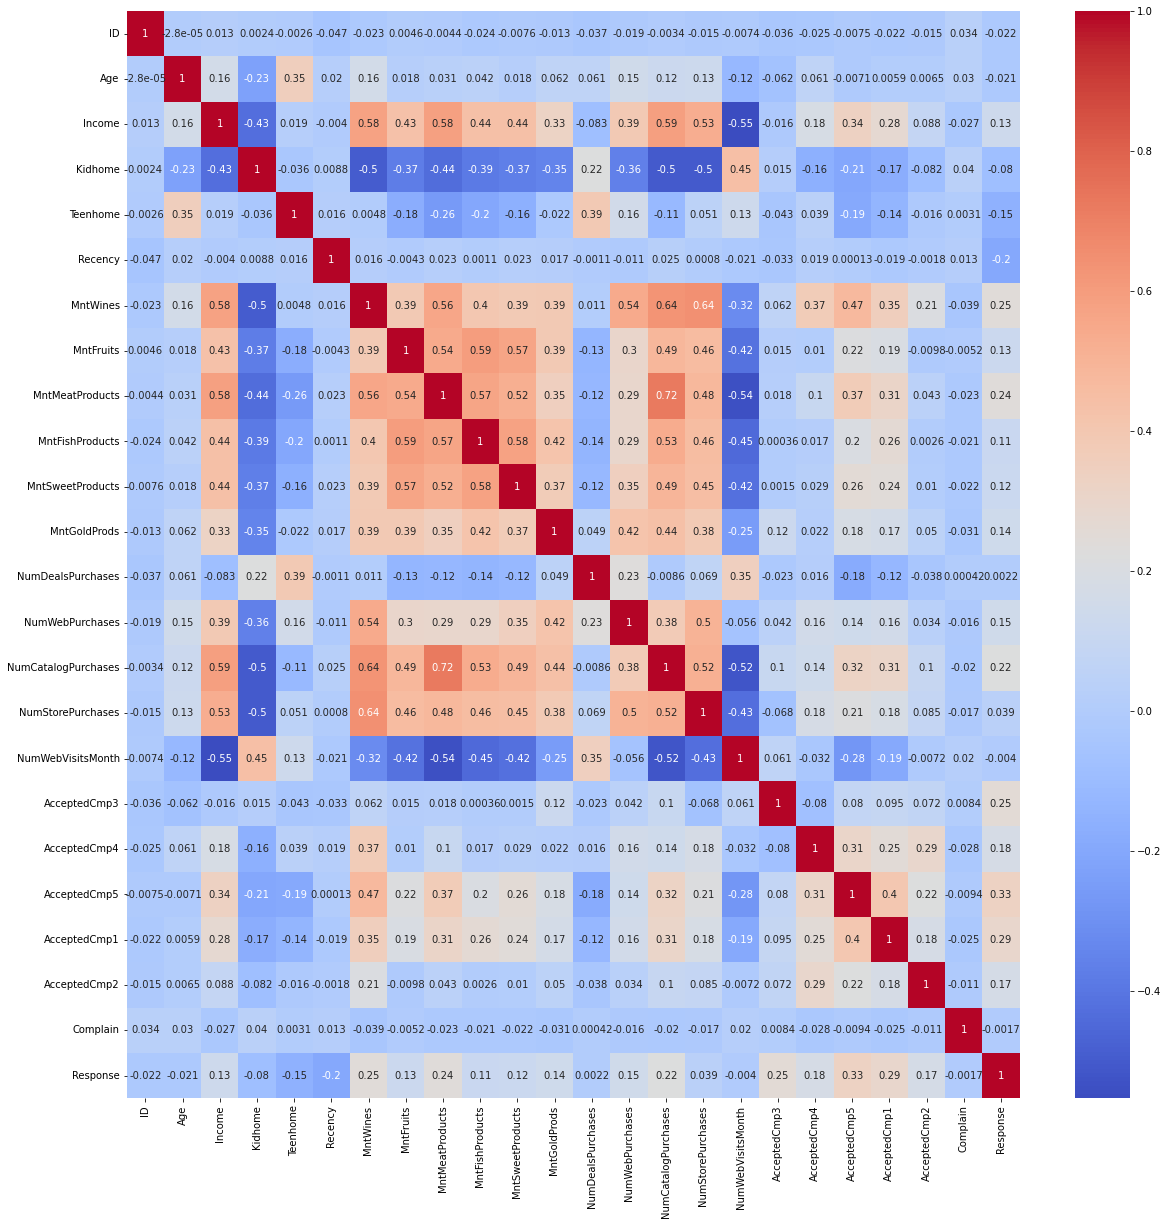 ID 1 -2.8e-05 0.013 0.0024 -0.0026 -0.047 -0.023 0.0046 -0.0044 -0.024 -0.0076 -0.013 -0.037 -0.019 -0.0034 -0.015 -0.0074 -0.036 -0.025 -0.0075 -0.022 -0.015 0.034 -0.022
Age -2.8e-05 1 0.16 -0.23 0.35 0.02 0.16 0.018 0.031 0.042 0.018 0.062 0.061 0.15 0.12 0.13 -0.12 -0.062 0.061 -0.0071 0.0059 0.0065 0.03 -0.021
Income 0.013 0.16 1 -0.43 0.019 -0.004 0.58 0.43 0.58 0.44 0.44 0.33 -0.083 0.39 0.59 0.53 -0.55 -0.016 0.18 0.34 0.28 0.088 -0.027 0.13
Kidhome 0.0024 -0.23 -0.43 1 -0.036 0.0088 -0.5 -0.37 -0.44 -0.39 -0.37 -0.35 0.22 -0.36 -0.5 -0.5 0.45 0.015 -0.16 -0.21 -0.17 -0.082 0.04 -0.08
Teenhome -0.0026 0.35 0.019 -0.036 1 0.016 0.0048 -0.18 -0.26 -0.2 -0.16 -0.022 0.39 0.16 -0.11 0.051 0.13 -0.043 0.039 -0.19 -0.14 -0.016 0.0031 -0.15
Recency -0.047 0.02 -0.004 0.0088 0.016 1 0.016 -0.0043 0.023 0.0011 0.023 0.017 -0.0011 -0.011 0.025 0.0008 -0.021 -0.033 0.019 0.00013 -0.019 -0.0018 0.013 -0.2
MntWines -0.023 0.16 0.58 -0.5 0.0048 0.016 1 0.39 0.56 0.4 0.39 0.39 0.011 0.54 0.64 0.64 -0.32 0.062 0.37 0.47 0.35 0.21 -0.039 0.25
MntFruits 0.0046 0.018 0.43 -0.37 -0.18 -0.0043 0.39 1 0.54 0.59 0.57 0.39 -0.13 0.3 0.49 0.46 -0.42 0.015 0.01 0.22 0.19 -0.0098 -0.0052 0.13
MntMeatProducts -0.0044 0.031 0.58 -0.44 -0.26 0.023 0.56 0.54 1 0.57 0.52 0.35 -0.12 0.29 0.72 0.48 -0.54 0.018 0.1 0.37 0.31 0.043 -0.023 0.24
MntFishProducts -0.024 0.042 0.44 -0.39 -0.2 0.0011 0.4 0.59 0.57 1 0.58 0.42 -0.14 0.29 0.53 0.46 -0.45 0.00036 0.017 0.2 0.26 0.0026 -0.021 0.11
MntSweetProducts -0.0076 0.018 0.44 -0.37 -0.16 0.023 0.39 0.57 0.52 0.58 1 0.37 -0.12 0.35 0.49 0.45 -0.42 0.0015 0.029 0.26 0.24 0.01 -0.022 0.12
MntGoldProds -0.013 0.062 0.33 -0.35 -0.022 0.017 0.39 0.39 0.35 0.42 0.37 1 0.049 0.42 0.44 0.38 -0.25 0.12 0.022 0.18 0.17 0.05 -0.031 0.14
NumDealsPurchases -0.037 0.061 -0.083 0.22 0.39 -0.0011 0.011 -0.13 -0.12 -0.14 -0.12 0.049 1 0.23 -0.0086 0.069 0.35 -0.023 0.016 -0.18 -0.12 -0.038 0.00042 0.0022
NumWebPurchases -0.019 0.15 0.39 -0.36 0.16 -0.011 0.54 0.3 0.29 0.29 0.35 0.42 0.23 1 0.38 0.5 -0.056 0.042 0.16 0.14 0.16 0.034 -0.016 0.15
NumCatalogPurchases -0.0034 0.12 0.59 -0.5 -0.11 0.025 0.64 0.49 0.72 0.53 0.49 0.44 -0.0086 0.38 1 0.52 -0.52 0.1 0.14 0.32 0.31 0.1 -0.02 0.22
NumStorePurchases -0.015 0.13 0.53 -0.5 0.051 0.0008 0.64 0.46 0.48 0.46 0.45 0.38 0.069 0.5 0.52 1 -0.43 -0.068 0.18 0.21 0.18 0.085 -0.017 0.039
NumWebVisitsMonth -0.0074 -0.12 -0.55 0.45 0.13 -0.021 -0.32 -0.42 -0.54 -0.45 -0.42 -0.25 0.35 -0.056 -0.52 -0.43 1 0.061 -0.032 -0.28 -0.19 -0.0072 0.02 -0.004
AcceptedCmp3 -0.036 -0.062 -0.016 0.015 -0.043 -0.033 0.062 0.015 0.018 0.00036 0.0015 0.12 -0.023 0.042 0.1 -0.068 0.061 1 -0.08 0.08 0.095 0.072 0.0084 0.25
AcceptedCmp4 -0.025 0.061 0.18 -0.16 0.039 0.019 0.37 0.01 0.1 0.017 0.029 0.022 0.016 0.16 0.14 0.18 -0.032 -0.08 1 0.31 0.25 0.29 -0.028 0.18
AcceptedCmp5 -0.0075 -0.0071 0.34 -0.21 -0.19 0.00013 0.47 0.22 0.37 0.2 0.26 0.18 -0.18 0.14 0.32 0.21 -0.28 0.08 0.31 1 0.4 0.22 -0.0094 0.33
AcceptedCmp1 -0.022 0.0059 0.28 -0.17 -0.14 -0.019 0.35 0.19 0.31 0.26 0.24 0.17 -0.12 0.16 0.31 0.18 -0.19 0.095 0.25 0.4 1 0.18 -0.025 0.29
AcceptedCmp2 -0.015 0.0065 0.088 -0.082 -0.016 -0.0018 0.21 -0.0098 0.043 0.0026 0.01 0.05 -0.038 0.034 0.1 0.085 -0.0072 0.072 0.29 0.22 0.18 1 -0.011 0.17
Complain 0.034 0.03 -0.027 0.04 0.0031 0.013 -0.039 -0.0052 -0.023 -0.021 -0.022 -0.031 0.00042 -0.016 -0.02 -0.017 0.02 0.0084 -0.028 -0.0094 -0.025 -0.011 1 -0.0017
Response -0.022 -0.021 0.13 -0.08 -0.15 -0.2 0.25 0.13 0.24 0.11 0.12 0.14 0.0022 0.15 0.22 0.039 -0.004 0.25 0.18 0.33 0.29 0.17 -0.0017 1
ID
Age
Income
Kidhome
Teenhome
Recency
MntWines
MntFruits
MntMeatProducts
MntFishProducts
MntSweetProducts
MntGoldProds
NumDealsPurchases
NumWebPurchases
NumCatalogPurchases
NumStorePurchases
NumWebVisitsMonth
AcceptedCmp3
AcceptedCmp4
AcceptedCmp5
AcceptedCmp1
AcceptedCmp2
Complain
Response
1.0
0.8
0.6
0.4
0.2
0.0
−0.2
−0.4